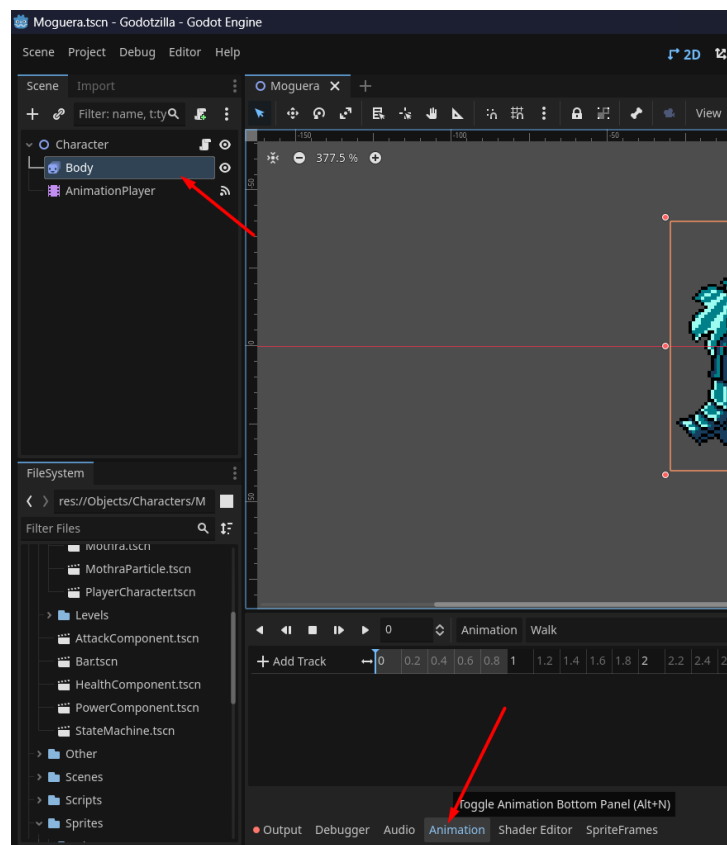 Moguera.tscn - Godotzilla - Godot Engine
Scene Project Debug Editor Help
2D
Scene Import
Moguera
Filter: name, t:ty
View
-150 -100 -50
Character
377.5 %
Body
50
AnimationPlayer
0
FileSystem
res://Objects/Characters/M
50
Filter Files
Mothra.tscn
MothraParticle.tscn
PlayerCharacter.tscn
Levels
0 Animation Walk
AttackComponent.tscn
Bar.tscn
Add Track 0 0.2 0.4 0.6 0.8 1 1.2 1.4 1.6 1.8 2 2.2 2.4 2
HealthComponent.tscn
PowerComponent.tscn
StateMachine.tscn
Other
Scenes
Scripts
Toggle Animation Bottom Panel (Alt+N)
Sprites
Output Debugger Audio Animation Shader Editor SpriteFrames